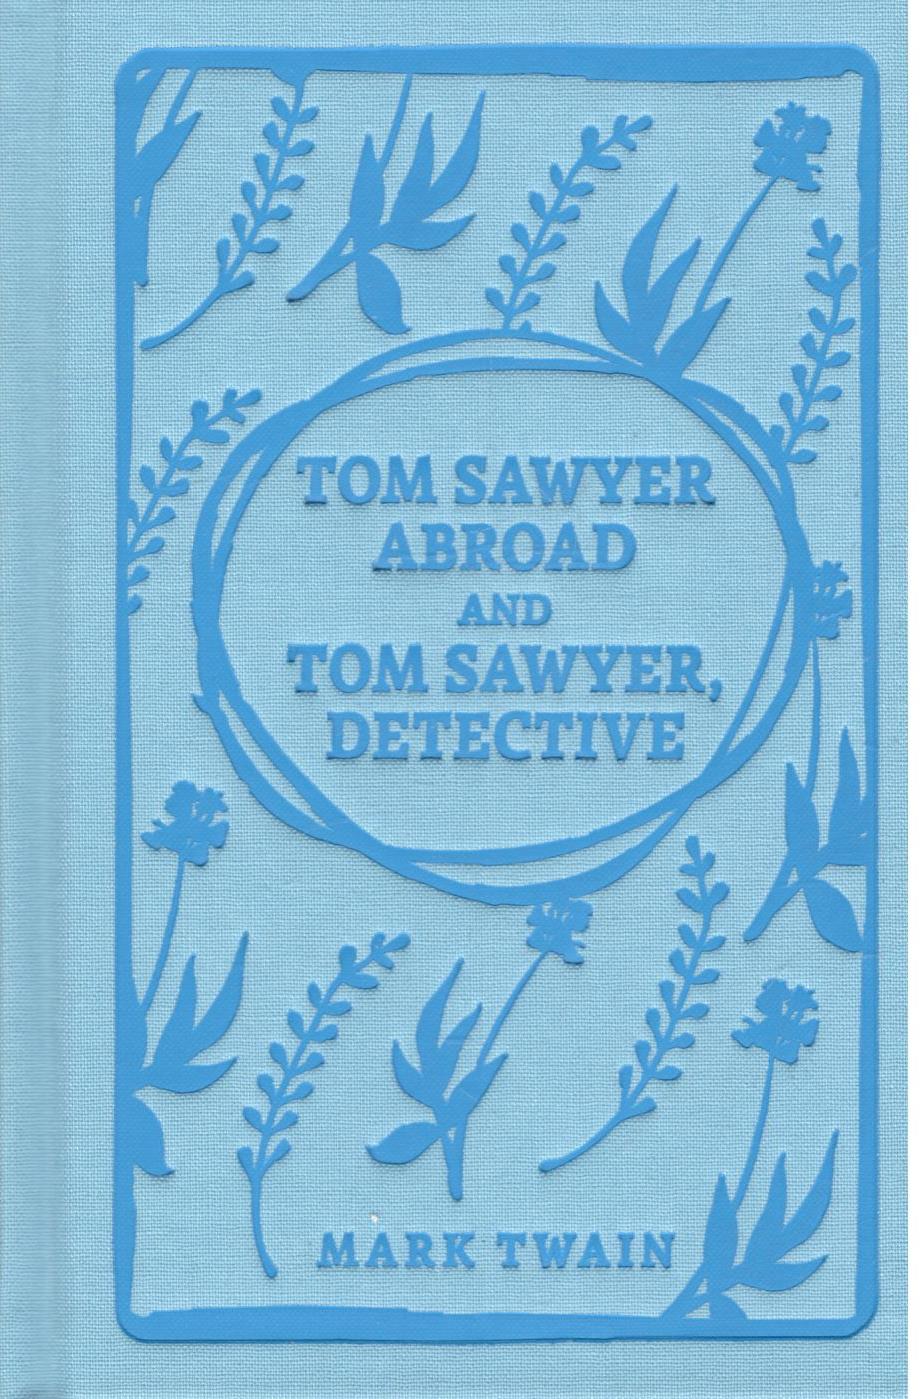 TOM SAWYER
ABROAD
AND
TOM SAWYER,
DETECTIVE
MARK TWAIN